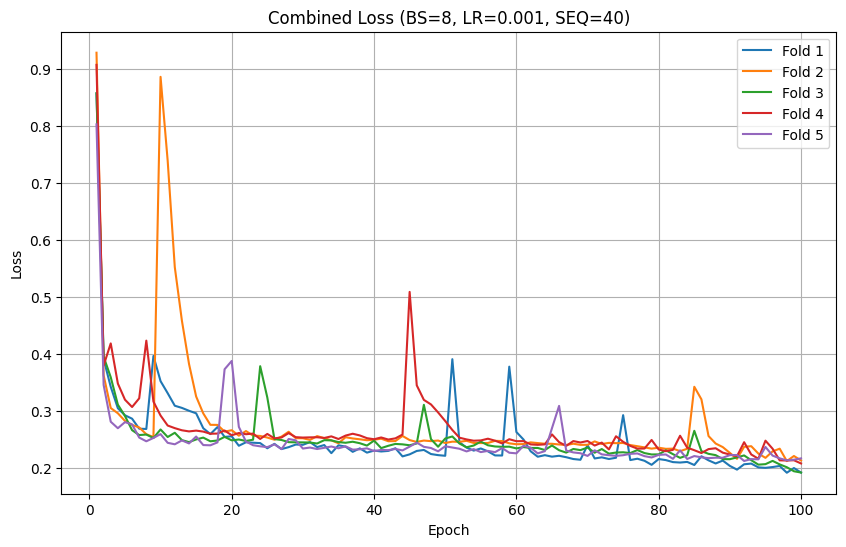 Combined Loss (BS=8, LR=0.001, SEQ=40)
Fold 1
Fold 2
Fold 3
Fold 4
Fold 5
Loss
0.9
0.8
0.7
0.6
0.5
0.4
0.3
0.2
0
20
40
60
80
100
Epoch